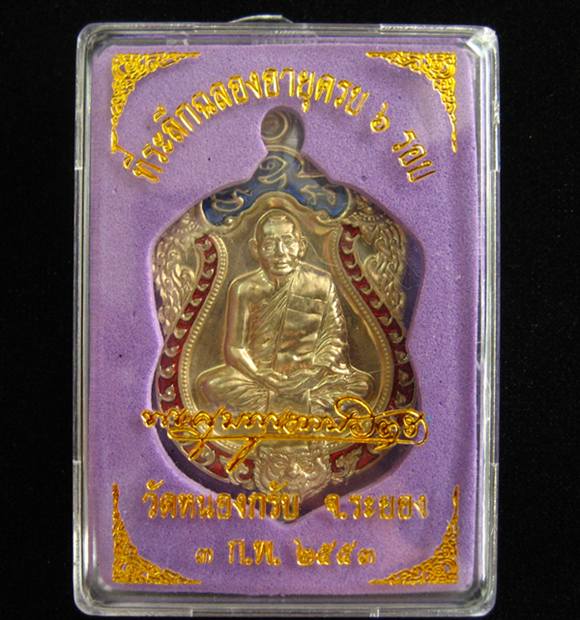 ที่ระลึกฉลองอายุครบ ๖ รอบ
วัดหนองกรับ จ.ระยอง
๓ ก.พ. ๒๕๕๓